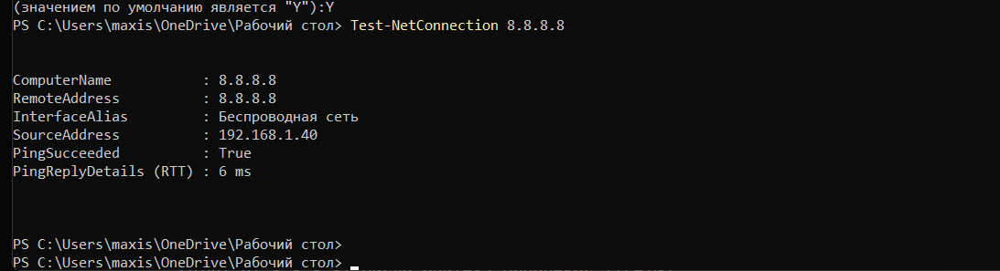 (значением по умолчанию является "Y"):Y
PS C:\Users\maxis\OneDrive\Рабочий стол> Test-NetConnection 8.8.8.8
ComputerName : 8.8.8.8
RemoteAddress : 8.8.8.8
InterfaceAlias : Беспроводная сеть
SourceAddress : 192.168.1.40
PingSucceeded : True
PingReplyDetails (RTT) : 6 ms
PS C:\Users\maxis\OneDrive\Рабочий стол>
PS C:\Users\maxis\OneDrive\Рабочий стол>